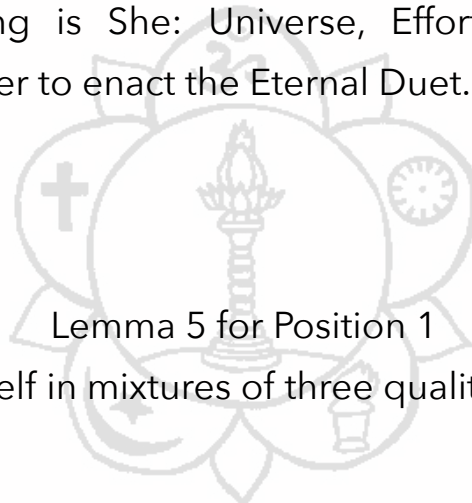 ng is She: Universe, Effor
er to enact the Eternal Duet.
ॐ
Lemma 5 for Position 1
elf in mixtures of three qualit